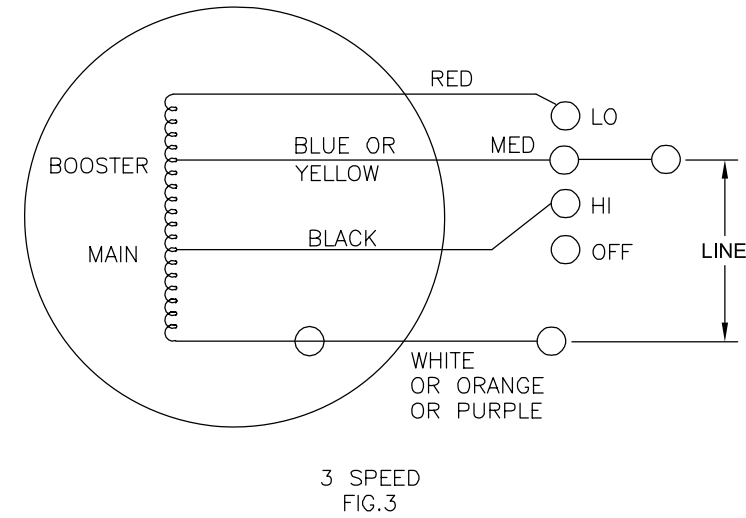 RED
LO
BLUE OR
YELLOW
MED
BOOSTER
HI
BLACK
MAIN
OFF
LINE
WHITE
OR ORANGE
OR PURPLE
3 SPEED
FIG.3